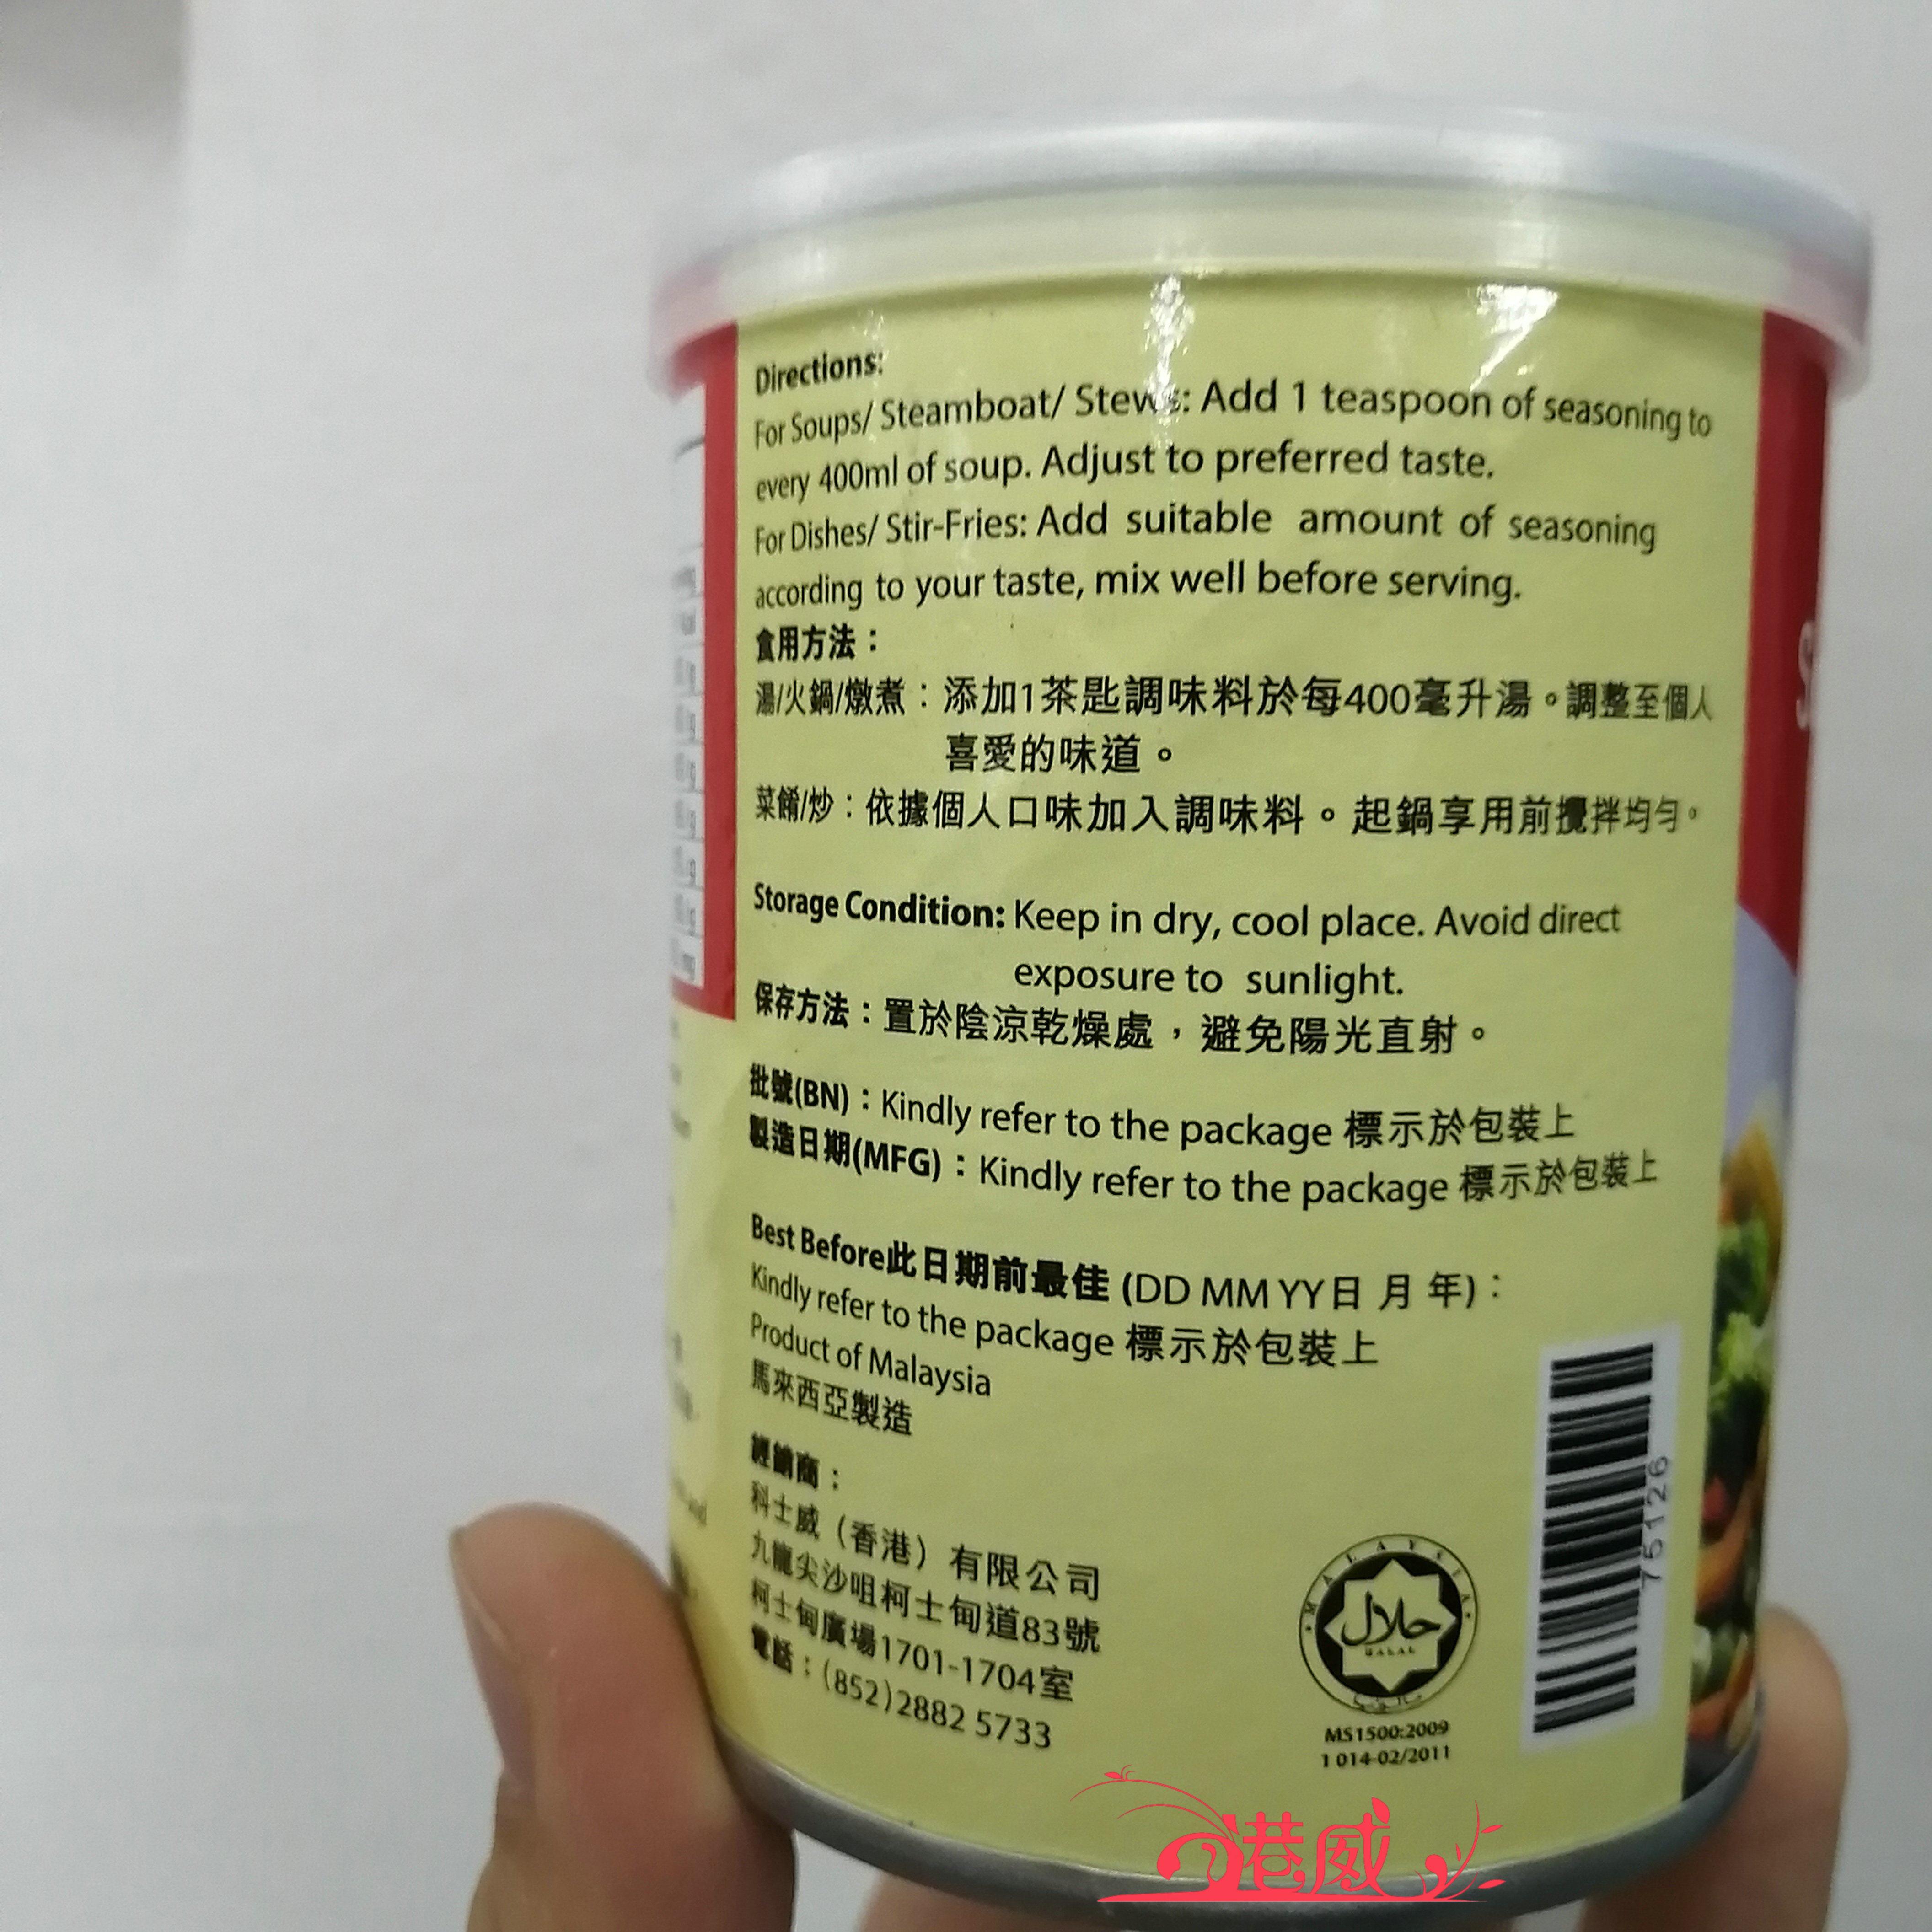 Directions:
For Soups/ Steamboat/ Stews: Add 1 teaspoon of seasoning to
every 400ml of soup. Adjust to preferred taste.
For Dishes/ Stir-Fries: Add suitable amount of seasoning
according to your taste, mix well before serving.
食用方法：
湯/火鍋/燉煮：添加1茶匙調味料於每400毫升湯。調整至個人
喜愛的味道。
菜餚/炒：依據個人口味加入調味料。起鍋享用前攪拌均勻。
Storage Condition: Keep in dry, cool place. Avoid direct
exposure to sunlight.
保存方法：置於陰涼乾燥處，避免陽光直射。
批號(BN)：Kindly refer to the package 標示於包裝上
製造日期(MFG)：Kindly refer to the package 標示於包裝上
Best Before此日期前最佳 (DD MM YY日 月 年)：
Kindly refer to the package 標示於包裝上
Product of Malaysia
馬來西亞製造
經銷商：
科士威（香港）有限公司
九龍尖沙咀柯士甸道83號
柯士甸廣場1701-1704室
電話：(852)2882 5733
MALAYSIA
حلال
HALAL
MS1500:2009
1 014-02/2011
751126
港威